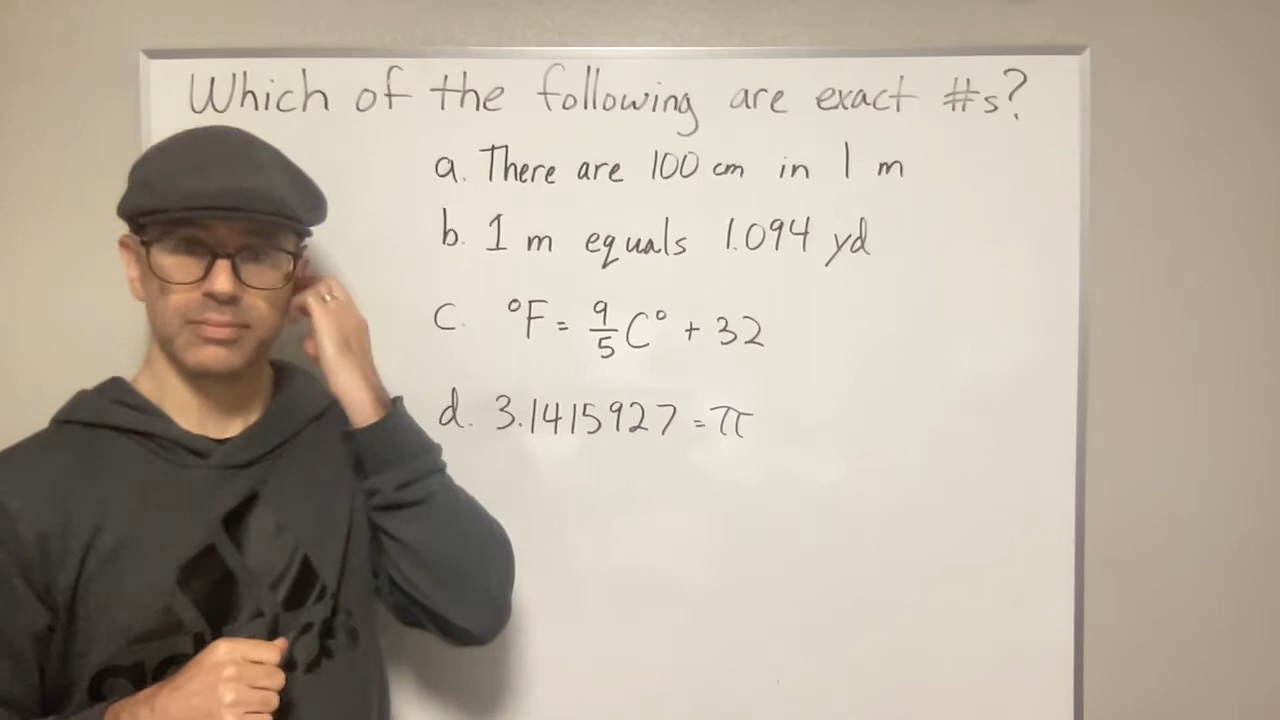 Which of the following are exact #s?
a. There are 100 cm in 1 m
b. 1 m equals 1.094 yd
c. °F = 9/5 C° + 32
d. 3.1415927 = π